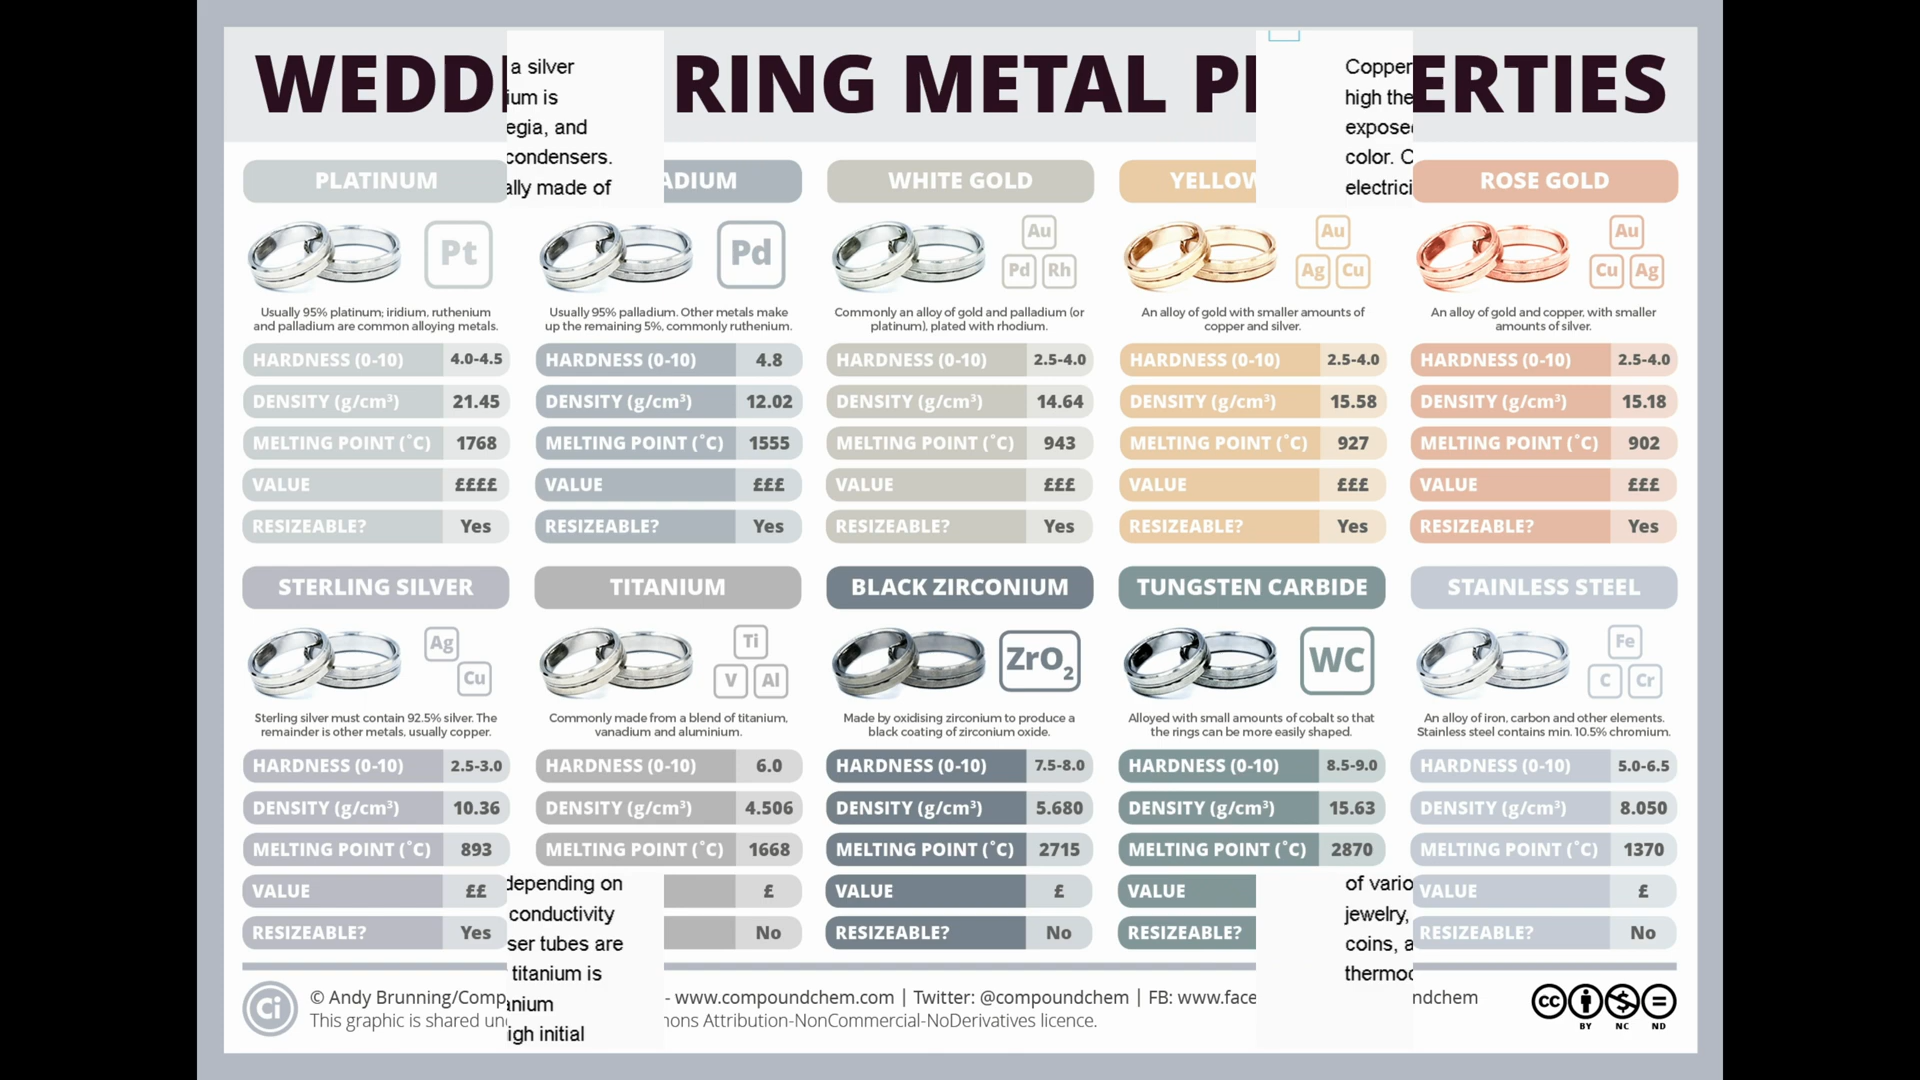 WEDD RING METAL P ERTIES
a silver
ium is
egia, and
condensers.
ally made of
Copper
high the
expose
color. C
electrici
PLATINUM
ADIUM
WHITE GOLD
YELLOW
ROSE GOLD
Pt
Pd
Au
Pd Rh
Au
Ag Cu
Au
Cu Ag
Usually 95% platinum; iridium, ruthenium
and palladium are common alloying metals.
Usually 95% palladium. Other metals make
up the remaining 5%, commonly ruthenium.
Commonly an alloy of gold and palladium (or
platinum), plated with rhodium.
An alloy of gold with smaller amounts of
copper and silver.
An alloy of gold and copper, with smaller
amounts of silver.
HARDNESS (0-10) 4.0-4.5
DENSITY (g/cm³) 21.45
MELTING POINT (˚C) 1768
VALUE ££££
RESIZEABLE? Yes
HARDNESS (0-10) 4.8
DENSITY (g/cm³) 12.02
MELTING POINT (˚C) 1555
VALUE £££
RESIZEABLE? Yes
HARDNESS (0-10) 2.5-4.0
DENSITY (g/cm³) 14.64
MELTING POINT (˚C) 943
VALUE £££
RESIZEABLE? Yes
HARDNESS (0-10) 2.5-4.0
DENSITY (g/cm³) 15.58
MELTING POINT (˚C) 927
VALUE £££
RESIZEABLE? Yes
HARDNESS (0-10) 2.5-4.0
DENSITY (g/cm³) 15.18
MELTING POINT (˚C) 902
VALUE £££
RESIZEABLE? Yes
STERLING SILVER
TITANIUM
BLACK ZIRCONIUM
TUNGSTEN CARBIDE
STAINLESS STEEL
Ag
Cu
Ti
V Al
ZrO₂
WC
Fe
C Cr
Sterling silver must contain 92.5% silver. The
remainder is other metals, usually copper.
Commonly made from a blend of titanium,
vanadium and aluminium.
Made by oxidising zirconium to produce a
black coating of zirconium oxide.
Alloyed with small amounts of cobalt so that
the rings can be more easily shaped.
An alloy of iron, carbon and other elements.
Stainless steel contains min. 10.5% chromium.
HARDNESS (0-10) 2.5-3.0
DENSITY (g/cm³) 10.36
MELTING POINT (˚C) 893
VALUE ££
RESIZEABLE? Yes
HARDNESS (0-10) 6.0
DENSITY (g/cm³) 4.506
MELTING POINT (˚C) 1668
£
No
HARDNESS (0-10) 7.5-8.0
DENSITY (g/cm³) 5.680
MELTING POINT (˚C) 2715
VALUE £
RESIZEABLE? No
HARDNESS (0-10) 8.5-9.0
DENSITY (g/cm³) 15.63
MELTING POINT (˚C) 2870
VALUE
RESIZEABLE?
HARDNESS (0-10) 5.0-6.5
DENSITY (g/cm³) 8.050
MELTING POINT (˚C) 1370
VALUE £
RESIZEABLE? No
depending on
conductivity
ser tubes are
titanium is
anium
igh initial
of vario
jewelry,
coins, a
thermod
Ci
© Andy Brunning/Comp - www.compoundchem.com | Twitter: @compoundchem | FB: www.face ndchem
This graphic is shared un mons Attribution-NonCommercial-NoDerivatives licence.
cc
BY NC ND